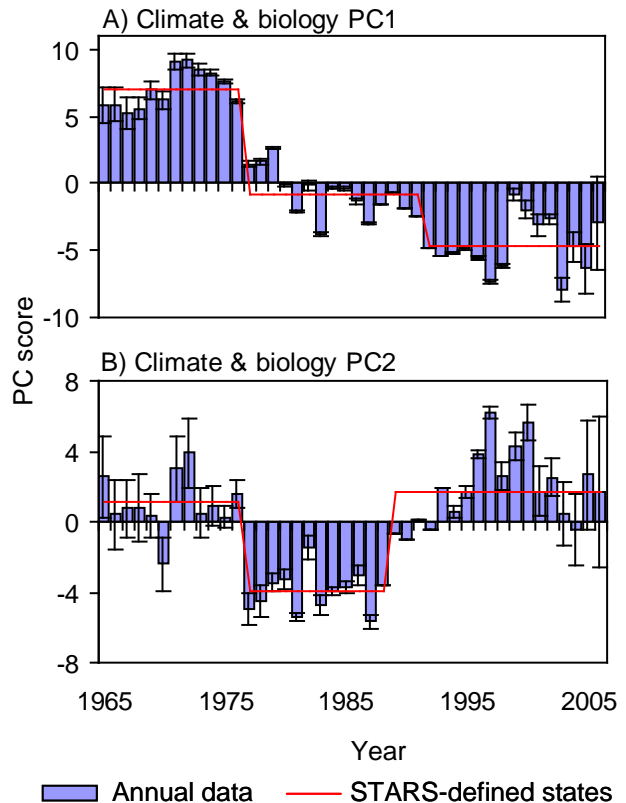 A) Climate & biology PC1
10
5
0
-5
-10
PC score
B) Climate & biology PC2
8
4
0
-4
-8
1965 1975 1985 1995 2005
Year
Annual data STARS-defined states